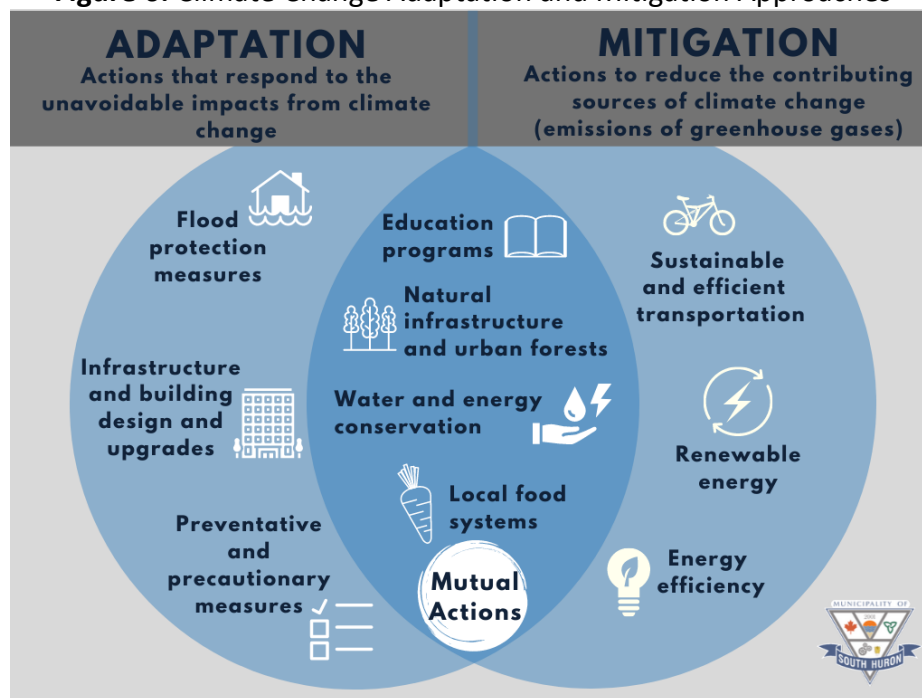 ADAPTATION
Actions that respond to the
unavoidable impacts from climate
change
MITIGATION
Actions to reduce the contributing
sources of climate change
(emissions of greenhouse gases)
Flood
protection
measures
Infrastructure
and building
design and
upgrades
Preventative
and
precautionary
measures
Education
programs
Natural
infrastructure
and urban forests
Water and energy
conservation
Local food
systems
Mutual
Actions
Sustainable
and efficient
transportation
Renewable
energy
Energy
efficiency
MUNICIPALITY OF
SOUTH HURON